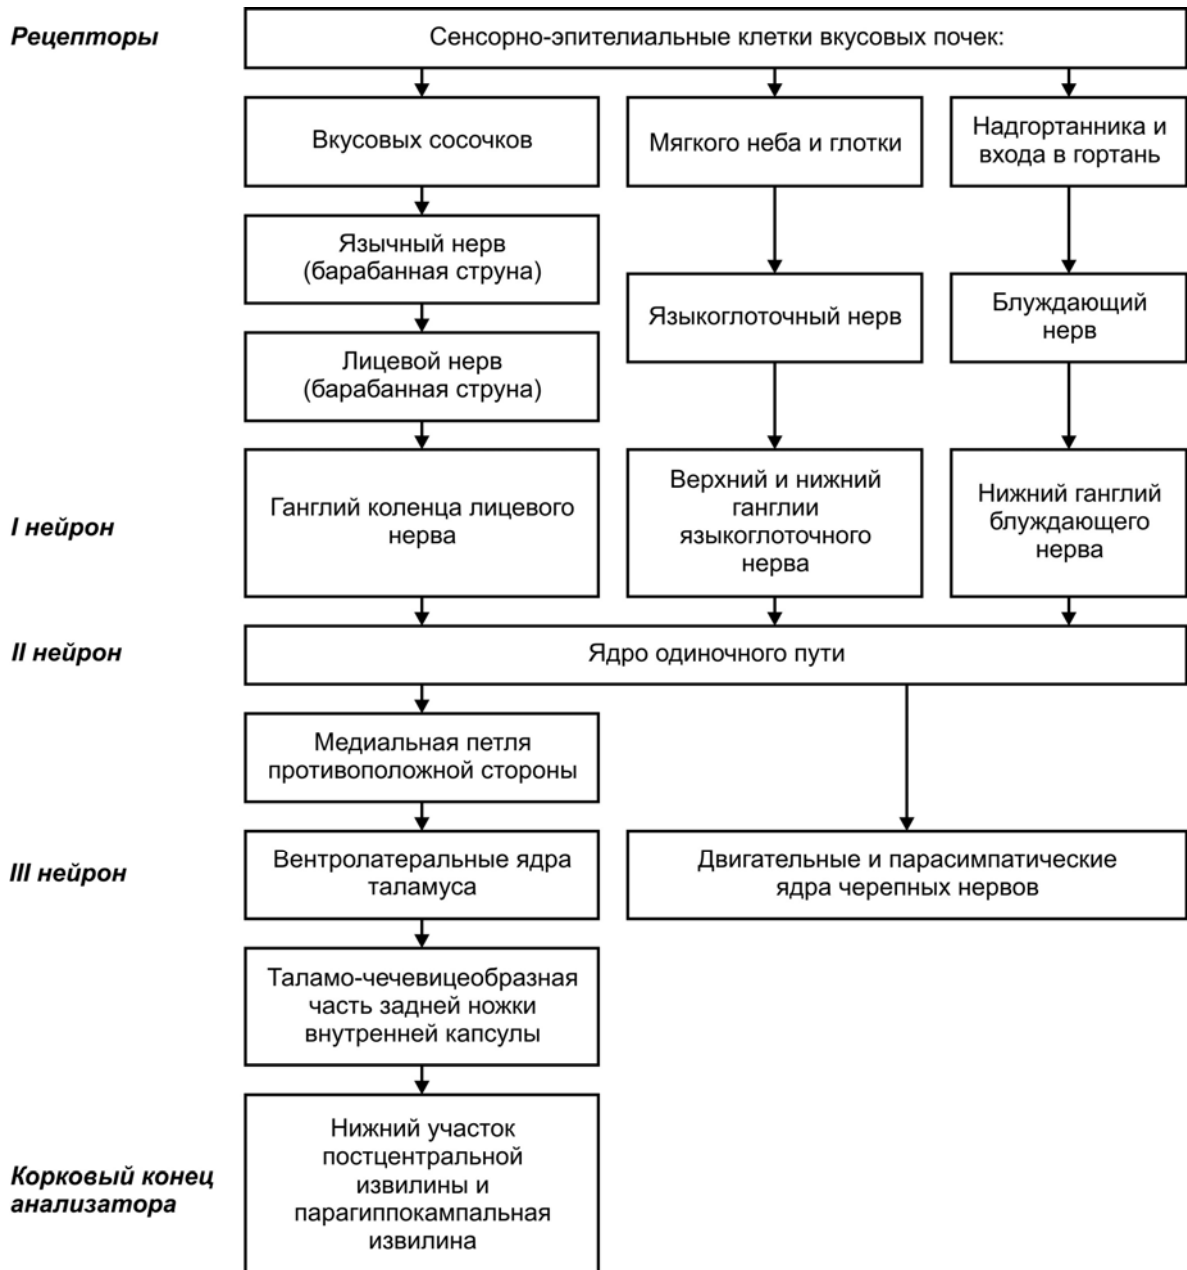 Рецепторы
Сенсорно-эпителиальные клетки вкусовых почек:
Вкусовых сосочков
Мягкого неба и глотки
Надгортанника и
входа в гортань
Язычный нерв
(барабанная струна)
Языкоглоточный нерв
Блуждающий
нерв
Лицевой нерв
(барабанная струна)
I нейрон
Ганглий коленца лицевого
нерва
Верхний и нижний
ганглии
языкоглоточного
нерва
Нижний ганглий
блуждающего
нерва
II нейрон
Ядро одиночного пути
Медиальная петля
противоположной стороны
III нейрон
Вентролатеральные ядра
таламуса
Двигательные и парасимпатические
ядра черепных нервов
Таламо-чечевицеобразная
часть задней ножки
внутренней капсулы
Корковый конец
анализатора
Нижний участок
постцентральной
извилины и
парагиппокампальная
извилина